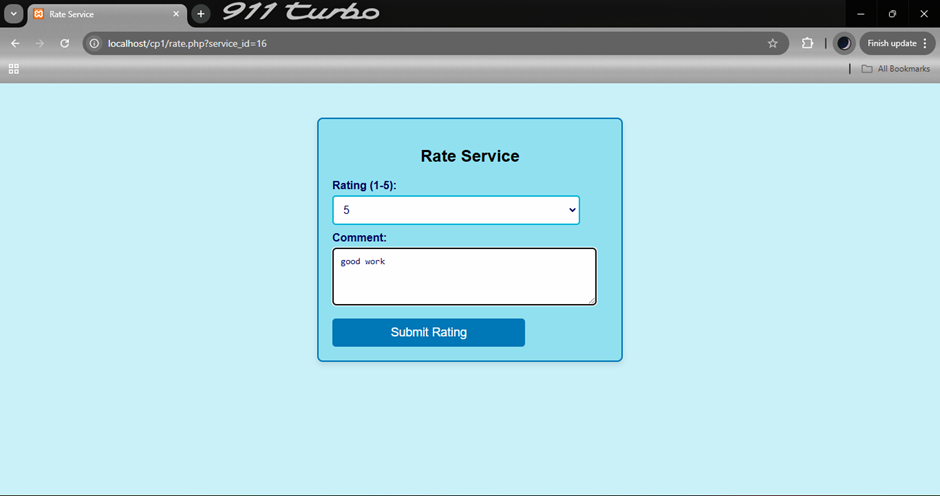 Rate Service
911 turbo
localhost/cp1/rate.php?service_id=16
Finish update
All Bookmarks
Rate Service
Rating (1-5):
5
Comment:
good work
Submit Rating